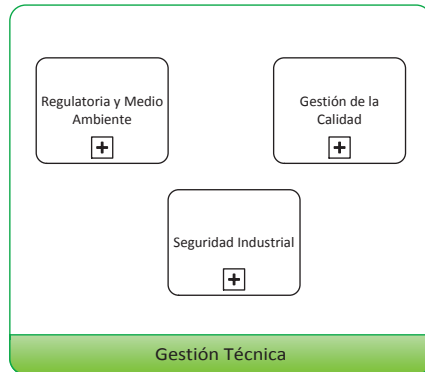 Regulatoria y Medio
Ambiente
Gestión de la
Calidad
Seguridad Industrial
Gestión Técnica